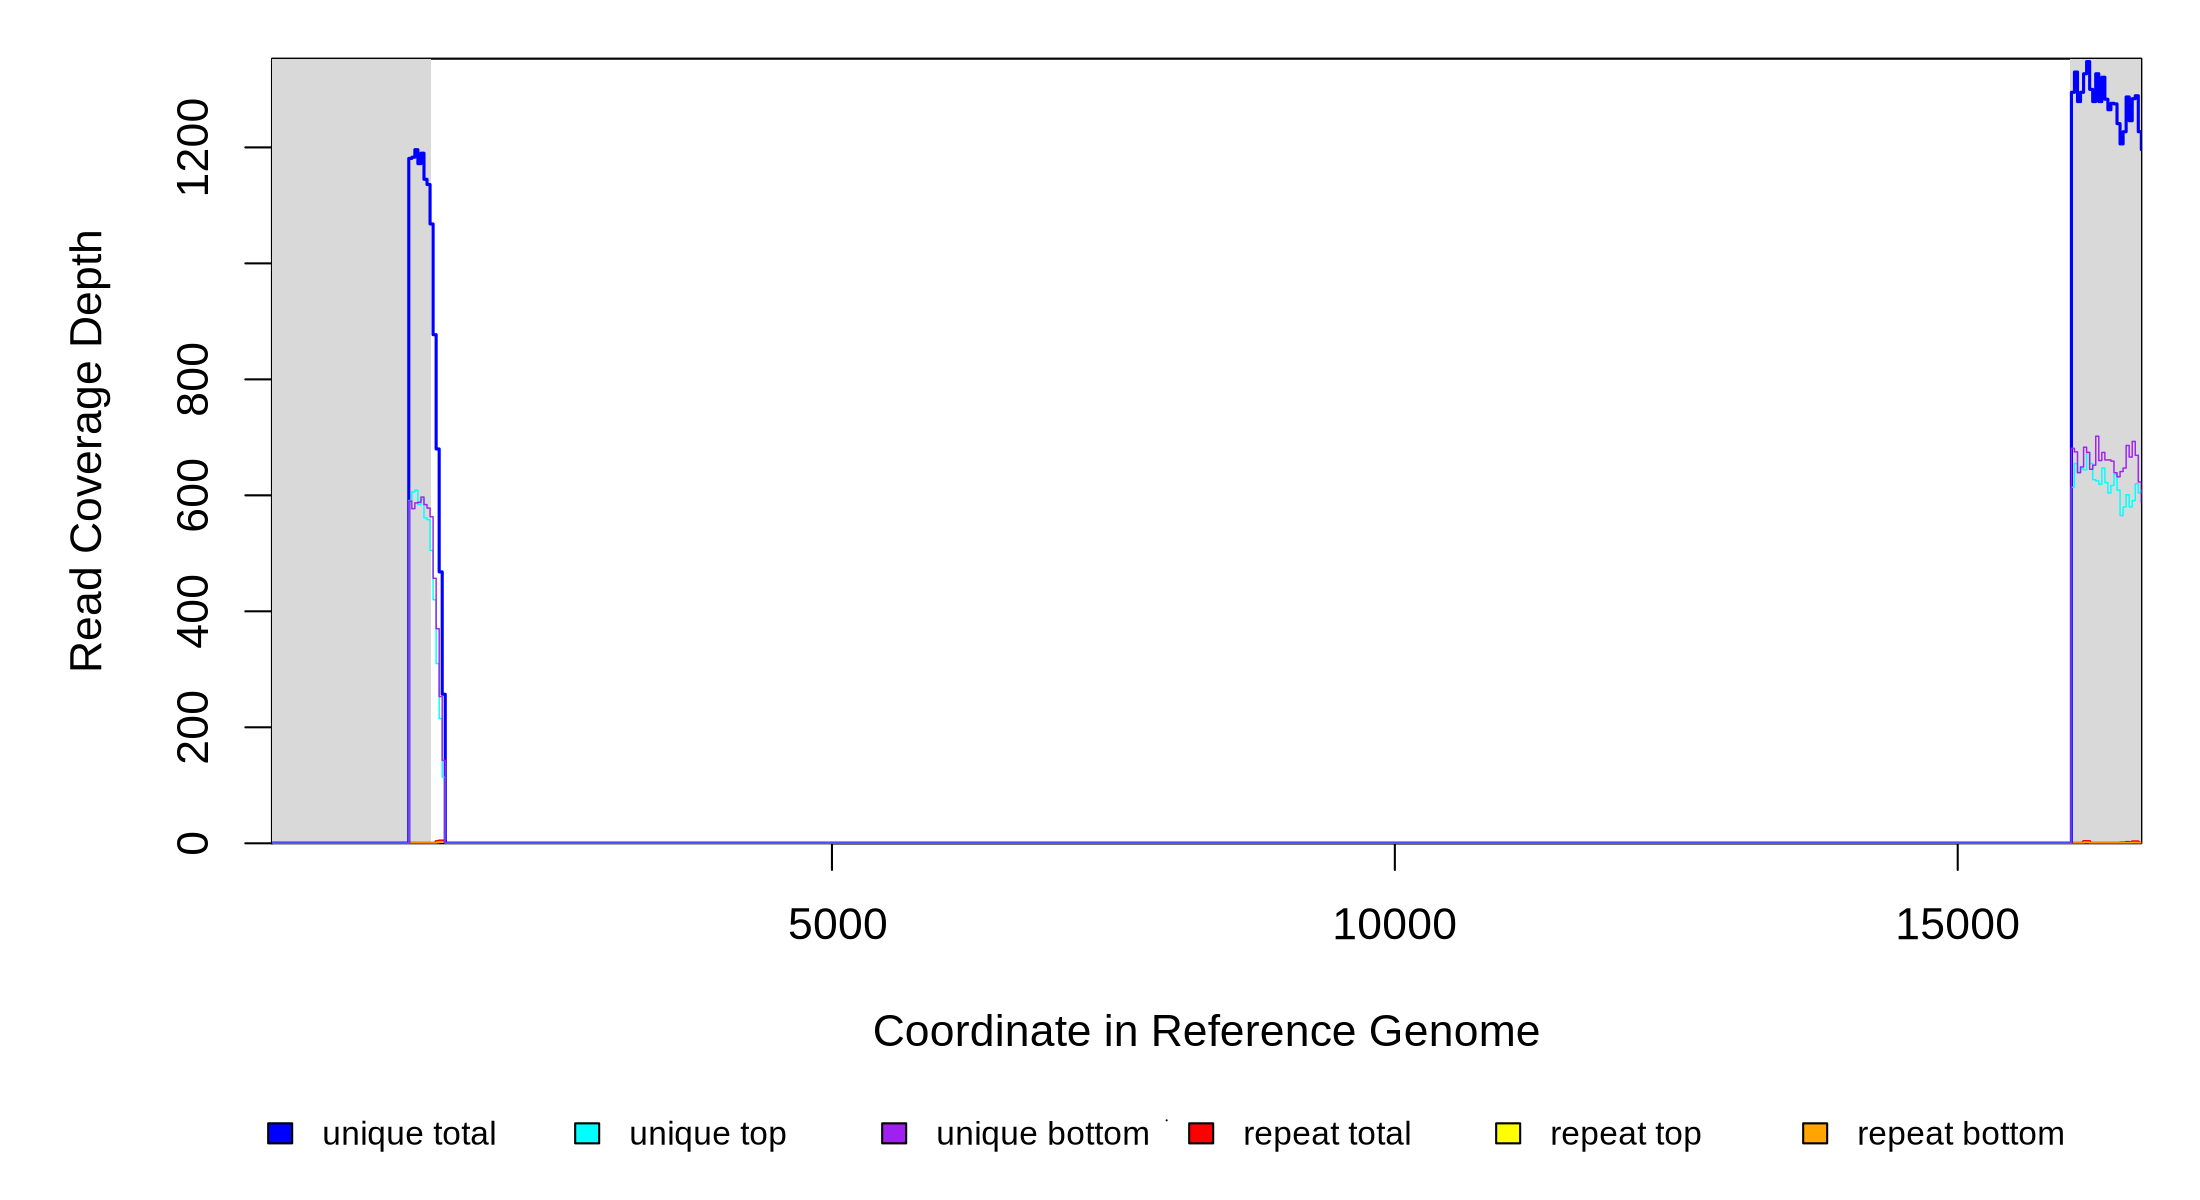 Read Coverage Depth
1200
800
600
400
200
0
5000 10000 15000
Coordinate in Reference Genome
unique total unique top unique bottom repeat total repeat top repeat bottom